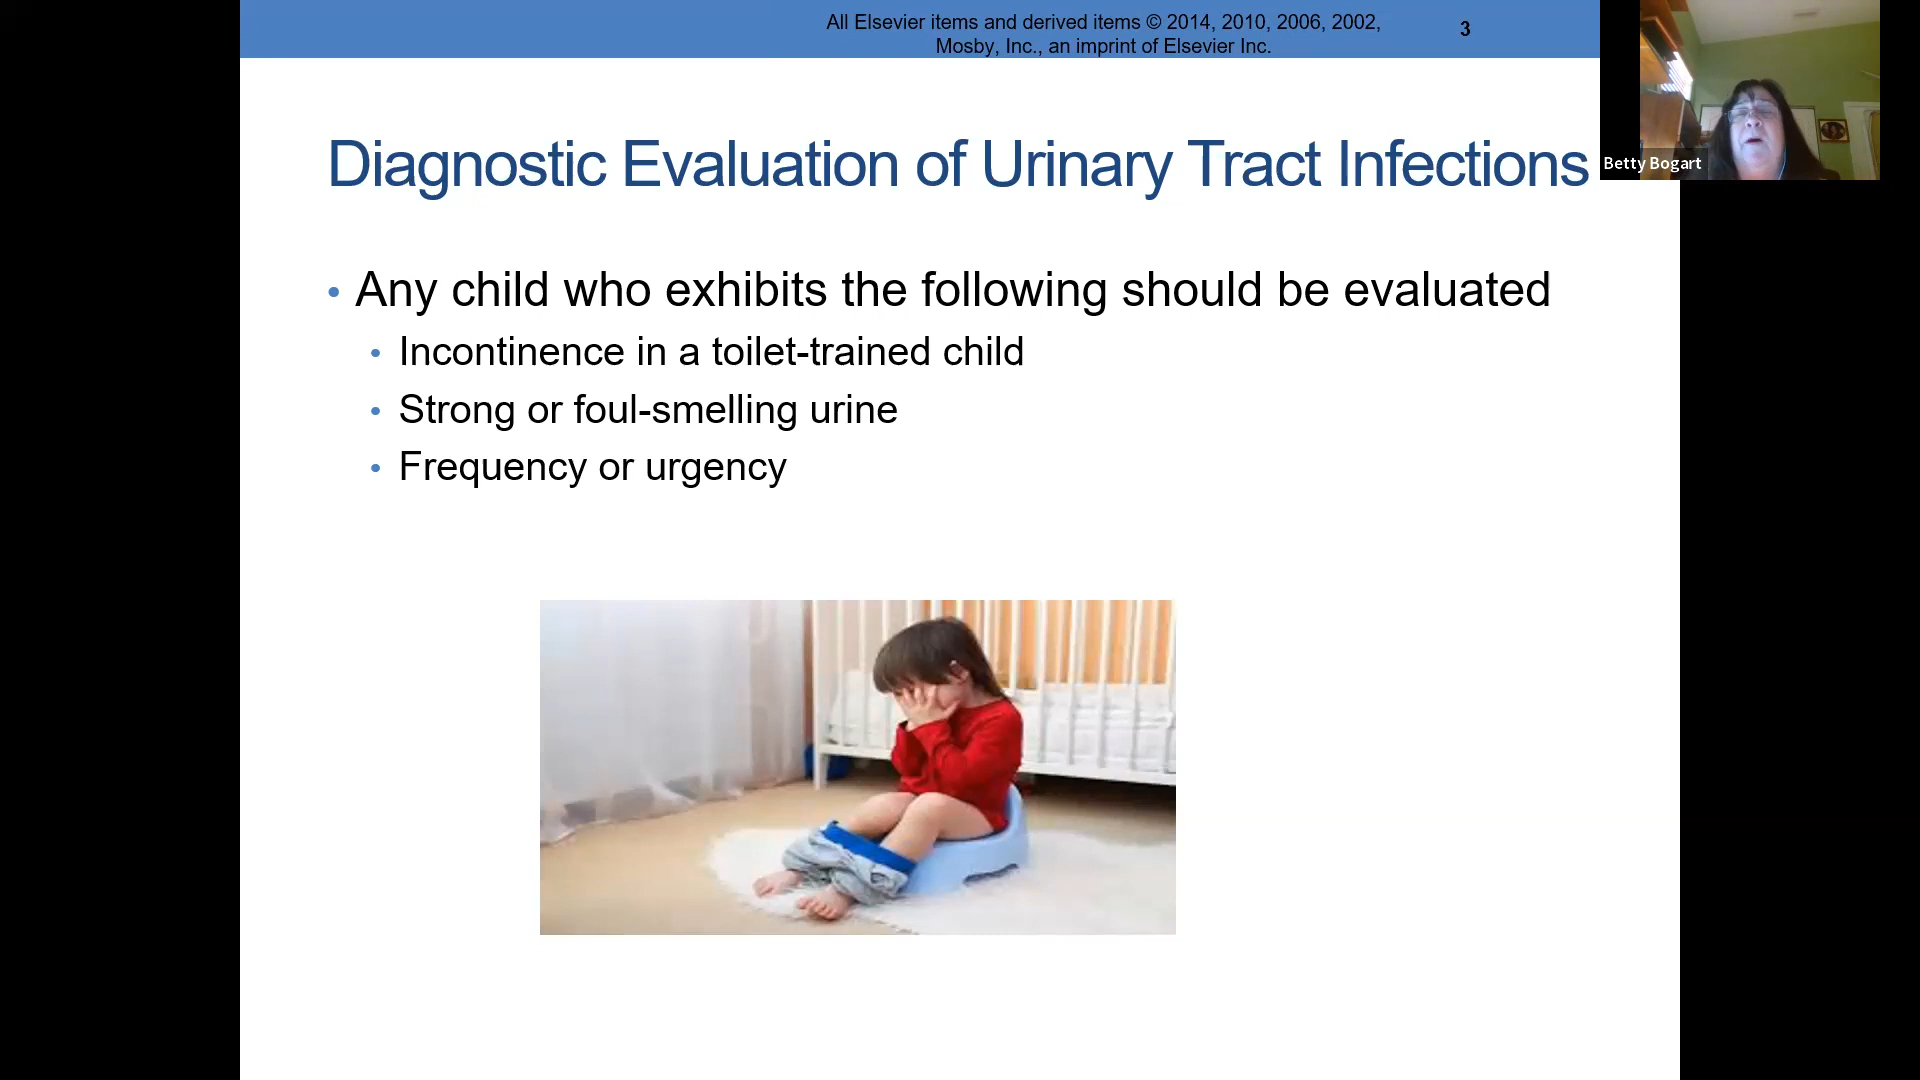 All Elsevier items and derived items © 2014, 2010, 2006, 2002,
Mosby, Inc., an imprint of Elsevier Inc.
3
Betty Bogart
Diagnostic Evaluation of Urinary Tract Infections
• Any child who exhibits the following should be evaluated
• Incontinence in a toilet-trained child
• Strong or foul-smelling urine
• Frequency or urgency